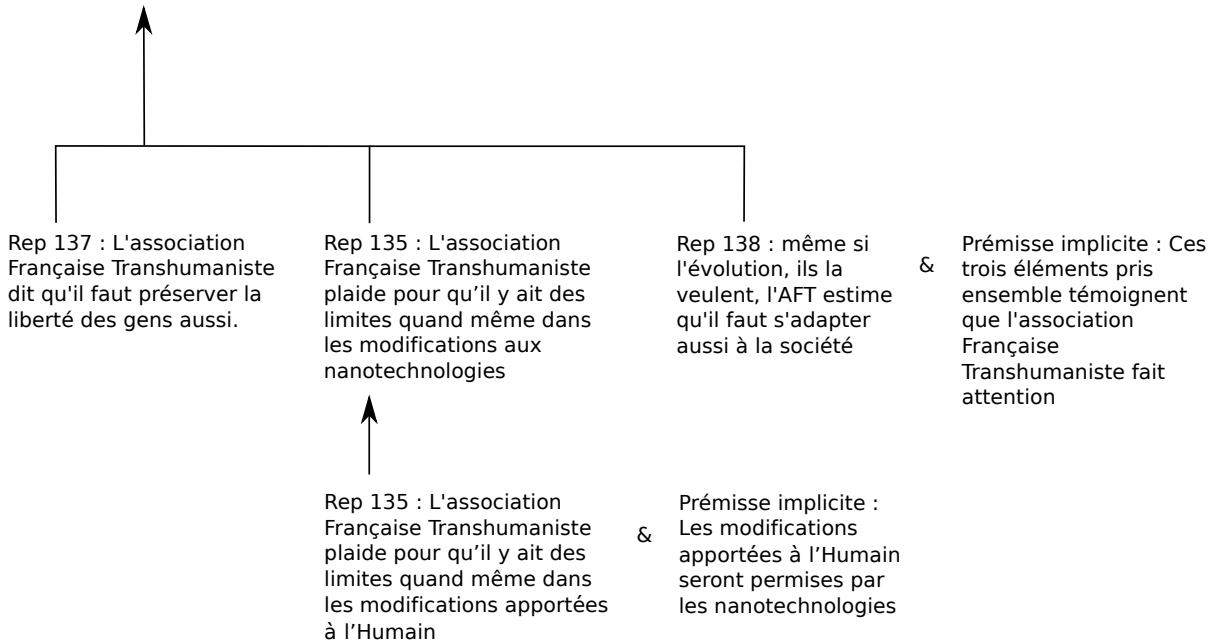 Rep 137 : L'association
Française Transhumaniste
dit qu'il faut préserver la
liberté des gens aussi.
Rep 135 : L'association
Française Transhumaniste
plaide pour qu’il y ait des
limites quand même dans
les modifications aux
nanotechnologies
Rep 138 : même si
l'évolution, ils la
veulent, l'AFT estime
qu'il faut s'adapter
aussi à la société
&
Prémisse implicite : Ces
trois éléments pris
ensemble témoignent
que l'association
Française
Transhumaniste fait
attention
Rep 135 : L'association
Française Transhumaniste
plaide pour qu’il y ait des
limites quand même dans
les modifications apportées
à l’Humain
&
Prémisse implicite :
Les modifications
apportées à l’Humain
seront permises par
les nanotechnologies